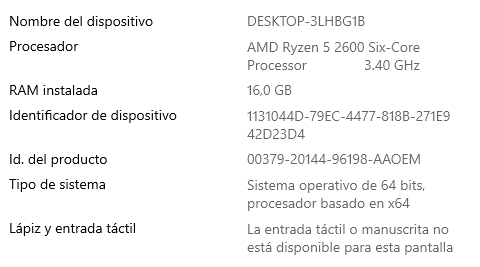 Nombre del dispositivo DESKTOP-3LHBG1B
Procesador AMD Ryzen 5 2600 Six-Core
Processor 3.40 GHz
RAM instalada 16,0 GB
Identificador de dispositivo 1131044D-79EC-4477-818B-271E9
42D23D4
Id. del producto 00379-20144-96198-AAOEM
Tipo de sistema Sistema operativo de 64 bits,
procesador basado en x64
Lápiz y entrada táctil La entrada táctil o manuscrita no
está disponible para esta pantalla